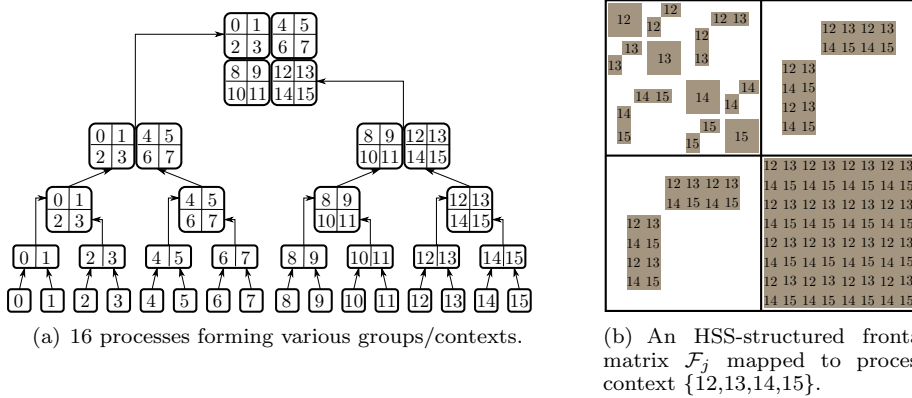 0 1 4 5
2 3 6 7
8 9 12 13
10 11 14 15
0 1 4 5
2 3 6 7
8 9 12 13
10 11 14 15
0 1
2 3
4 5
6 7
8 9
10 11
12 13
14 15
0 1 2 3 4 5 6 7 8 9 10 11 12 13 14 15
0 1 2 3 4 5 6 7 8 9 10 11 12 13 14 15
(a) 16 processes forming various groups/contexts.
12
12 12 13
12
12
13
13 13
13
14
14 15 14
14
14
15
15 15
15
12 13 12 13
14 15 14 15
12 13
14 15
12 13
14 15
12 13 12 13
14 15 14 15
12 13
14 15
12 13
14 15
12 13 12 13 12 13 12 13
14 15 14 15 14 15 14 15
12 13 12 13 12 13 12 13
14 15 14 15 14 15 14 15
12 13 12 13 12 13 12 13
14 15 14 15 14 15 14 15
12 13 12 13 12 13 12 13
14 15 14 15 14 15 14 15
(b) An HSS-structured fronta
matrix ℱj mapped to proces
context {12,13,14,15}.